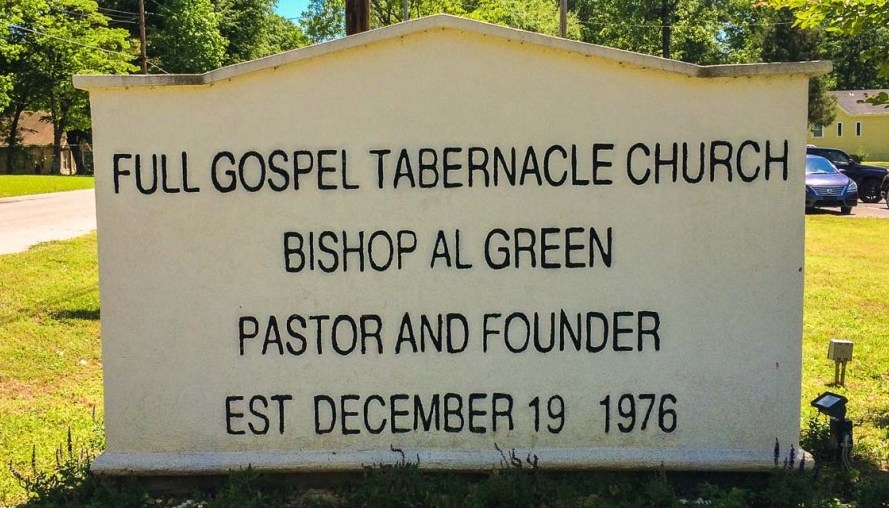 FULL GOSPEL TABERNACLE CHURCH
BISHOP AL GREEN
PASTOR AND FOUNDER
EST DECEMBER 19 1976